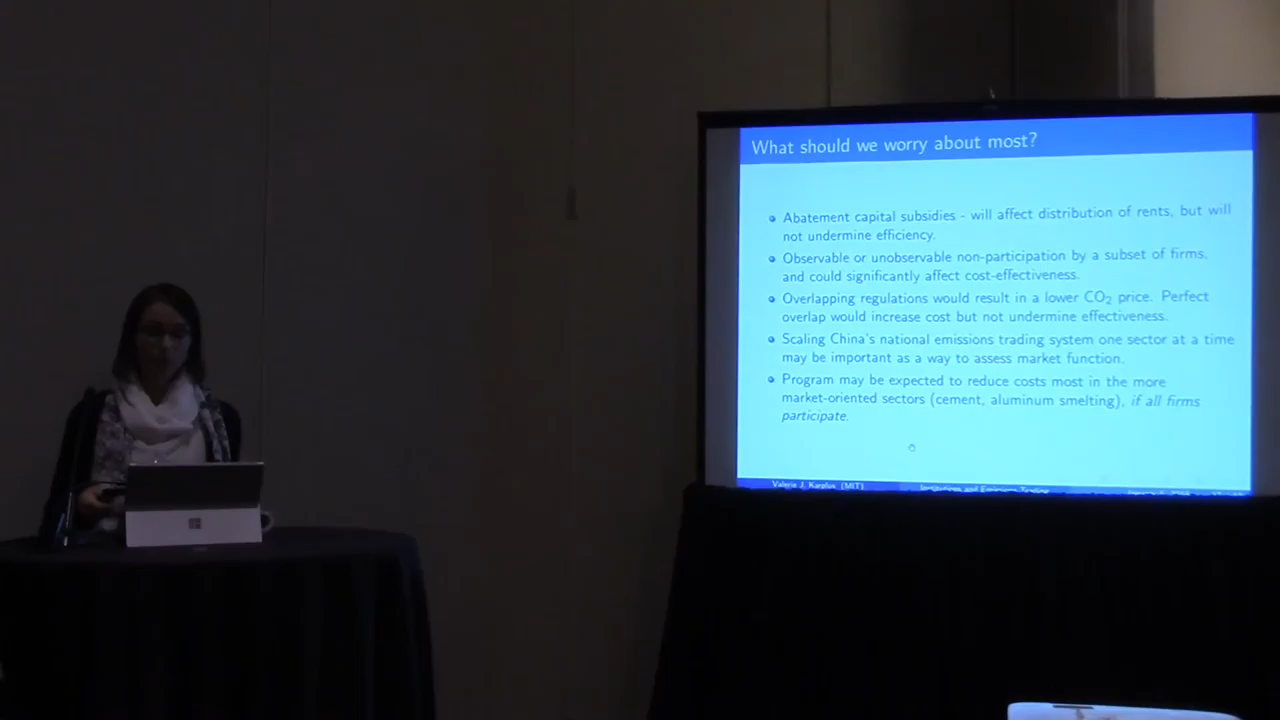 What should we worry about most?
Abatement capital subsidies - will affect distribution of rents, but will
not undermine efficiency.
Observable or unobservable non-participation by a subset of firms,
and could significantly affect cost-effectiveness.
Overlapping regulations would result in a lower CO2 price. Perfect
overlap would increase cost but not undermine effectiveness.
Scaling China's national emissions trading system one sector at a time
may be important as a way to assess market function.
Program may be expected to reduce costs most in the more
market-oriented sectors (cement, aluminum smelting), if all firms
participate.
Valerie J. Karplus (MIT) Institutions and Emissions Trading